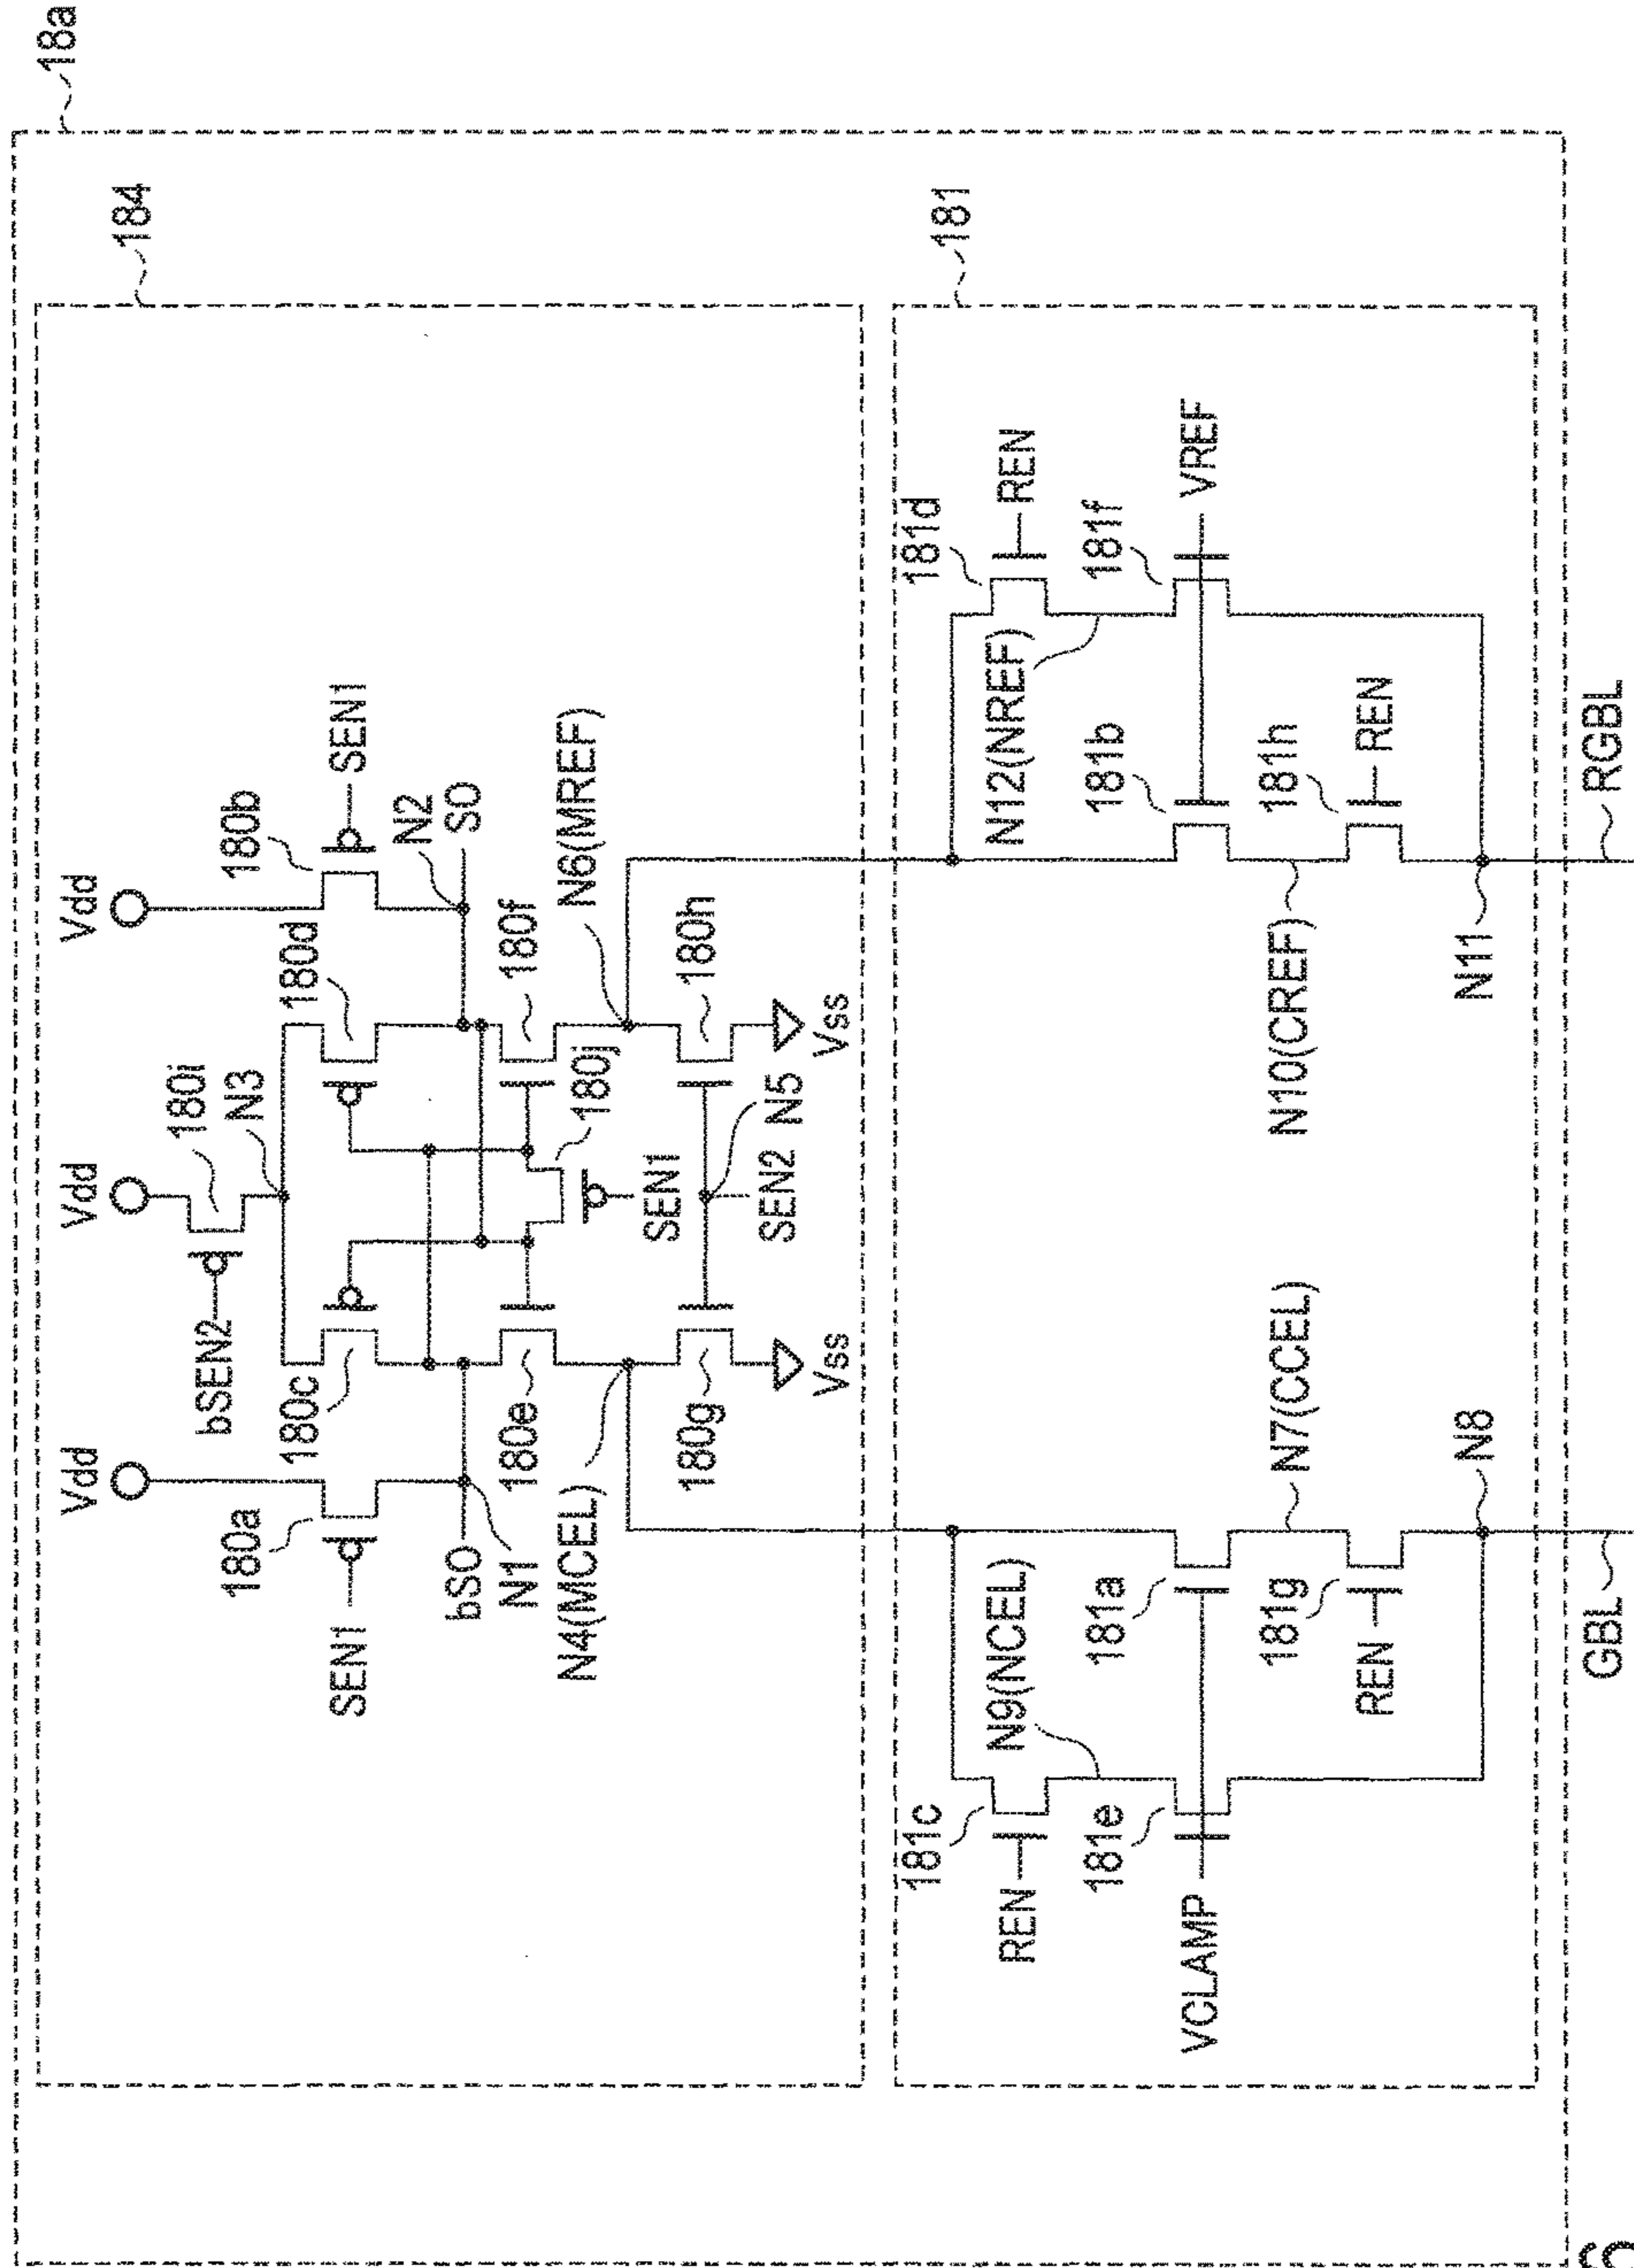 18a
184
Vdd
Vdd
Vdd
180i
N3
bSEN2
180a
SEN1
180c
180d
180b
SEN1
N2
SO
bSO
N1
180e
180f
180j
SEN1
N4(MCEL)
N6(MREF)
180g
180h
N5
SEN2
Vss
Vss
181
181c
REN
N9(NCEL)
181d
REN
N12(NREF)
181e
181a
181b
181f
VCLAMP
VREF
181g
REN
N7(CCEL)
181h
REN
N10(CREF)
N8
N11
GBL
RGBL